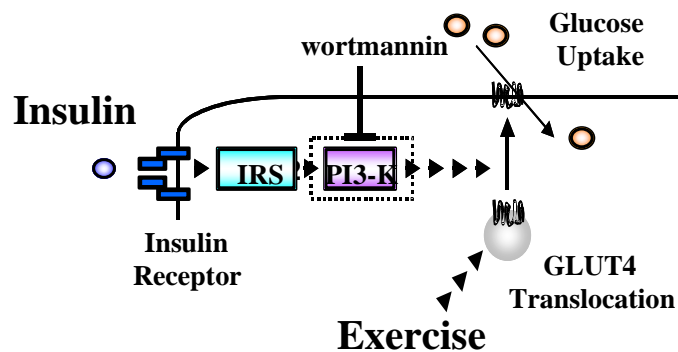 Glucose
Uptake
wortmannin
Insulin
IRS
PI3-K
Insulin
Receptor
GLUT4
Translocation
Exercise